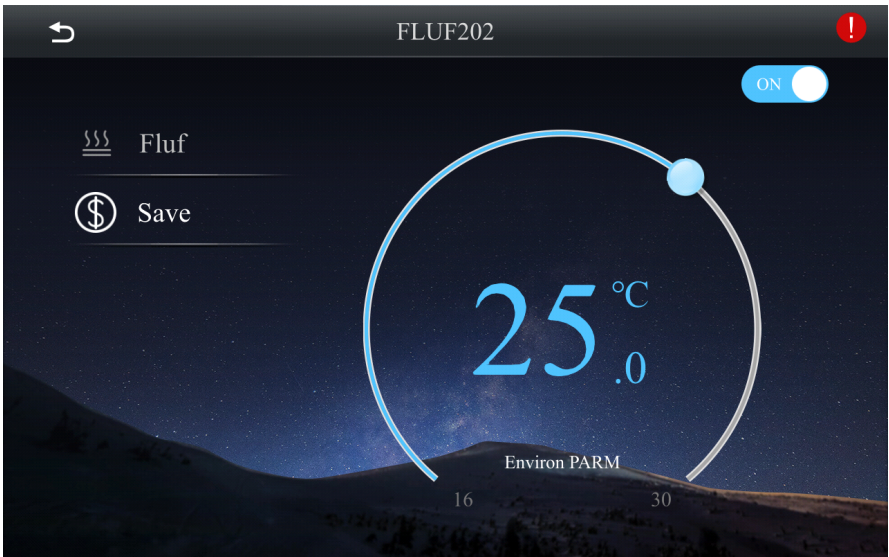 FLUF202
!
ON
Fluf
Save
25.0 °C
Environ PARM
16 30